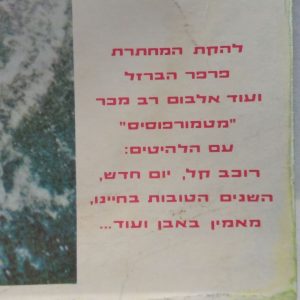 להקת המחתרת
פרפר הברזל
ועוד אלבום רב מכר
"מטמורפוסיס"
עם הלהיטים:
רוכב קל, יום חדש,
השנים הטובות בחיינו,
מאמין באבן ועוד...